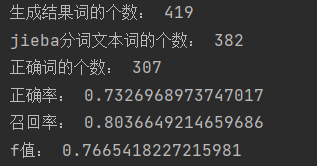 生成结果词的个数： 419
jieba分词文本词的个数： 382
正确词的个数： 307
正确率： 0.7326968973747017
召回率： 0.8036649214659686
f值： 0.7665418227215981